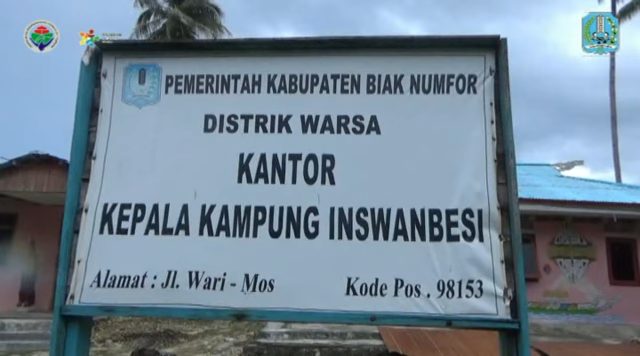 PEMERINTAH KABUPATEN BIAK NUMFOR
DISTRIK WARSA
KANTOR
KEPALA KAMPUNG INSWANBESI
Alamat : Jl. Wari - Mos
Kode Pos . 98153